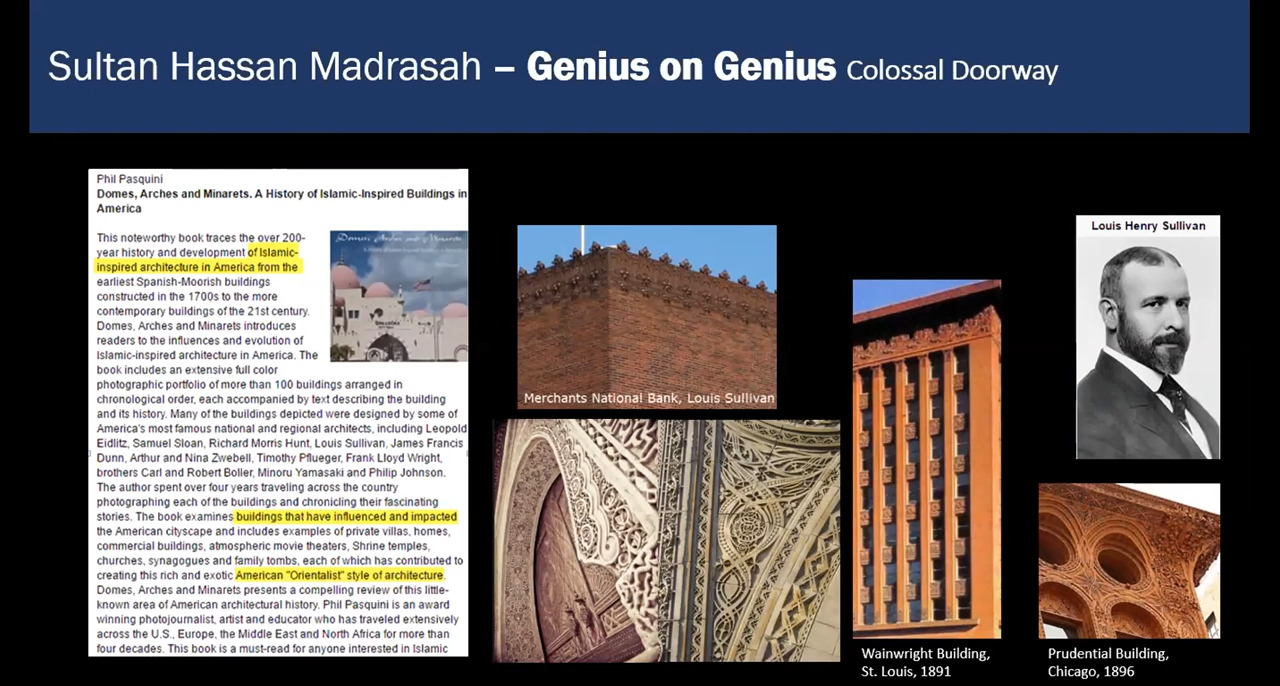 Sultan Hassan Madrasah – Genius on Genius Colossal Doorway
Phil Pasquini
Domes, Arches and Minarets. A History of Islamic-Inspired Buildings in
America
This noteworthy book traces the over 200-
year history and development of Islamic-
inspired architecture in America from the
earliest Spanish-Moorish buildings
constructed in the 1700s to the more
contemporary buildings of the 21st century.
Domes, Arches and Minarets introduces
readers to the influences and evolution of
Islamic-inspired architecture in America. The
book includes an extensive full color
photographic portfolio of more than 100 buildings arranged in
chronological order, each accompanied by text describing the building
and its history. Many of the buildings depicted were designed by some of
America's most famous national and regional architects, including Leopold
Eidlitz, Samuel Sloan, Richard Morris Hunt, Louis Sullivan, James Francis
Dunn, Arthur and Nina Zwebell, Timothy Pflueger, Frank Lloyd Wright,
brothers Carl and Robert Boller, Minoru Yamasaki and Philip Johnson.
The author spent over four years traveling across the country
photographing each of the buildings and chronicling their fascinating
stories. The book examines buildings that have influenced and impacted
the American cityscape and includes examples of private villas, homes,
commercial buildings, atmospheric movie theaters, Shrine temples,
churches, synagogues and family tombs, each of which has contributed to
creating this rich and exotic American "Orientalist" style of architecture.
Domes, Arches and Minarets presents a compelling review of this little-
known area of American architectural history. Phil Pasquini is an award
winning photojournalist, artist and educator who has traveled extensively
across the U.S., Europe, the Middle East and North Africa for more than
four decades. This book is a must-read for anyone interested in Islamic
Domes Arches and Minarets
Merchants National Bank, Louis Sullivan
Wainwright Building,
St. Louis, 1891
Louis Henry Sullivan
Prudential Building,
Chicago, 1896